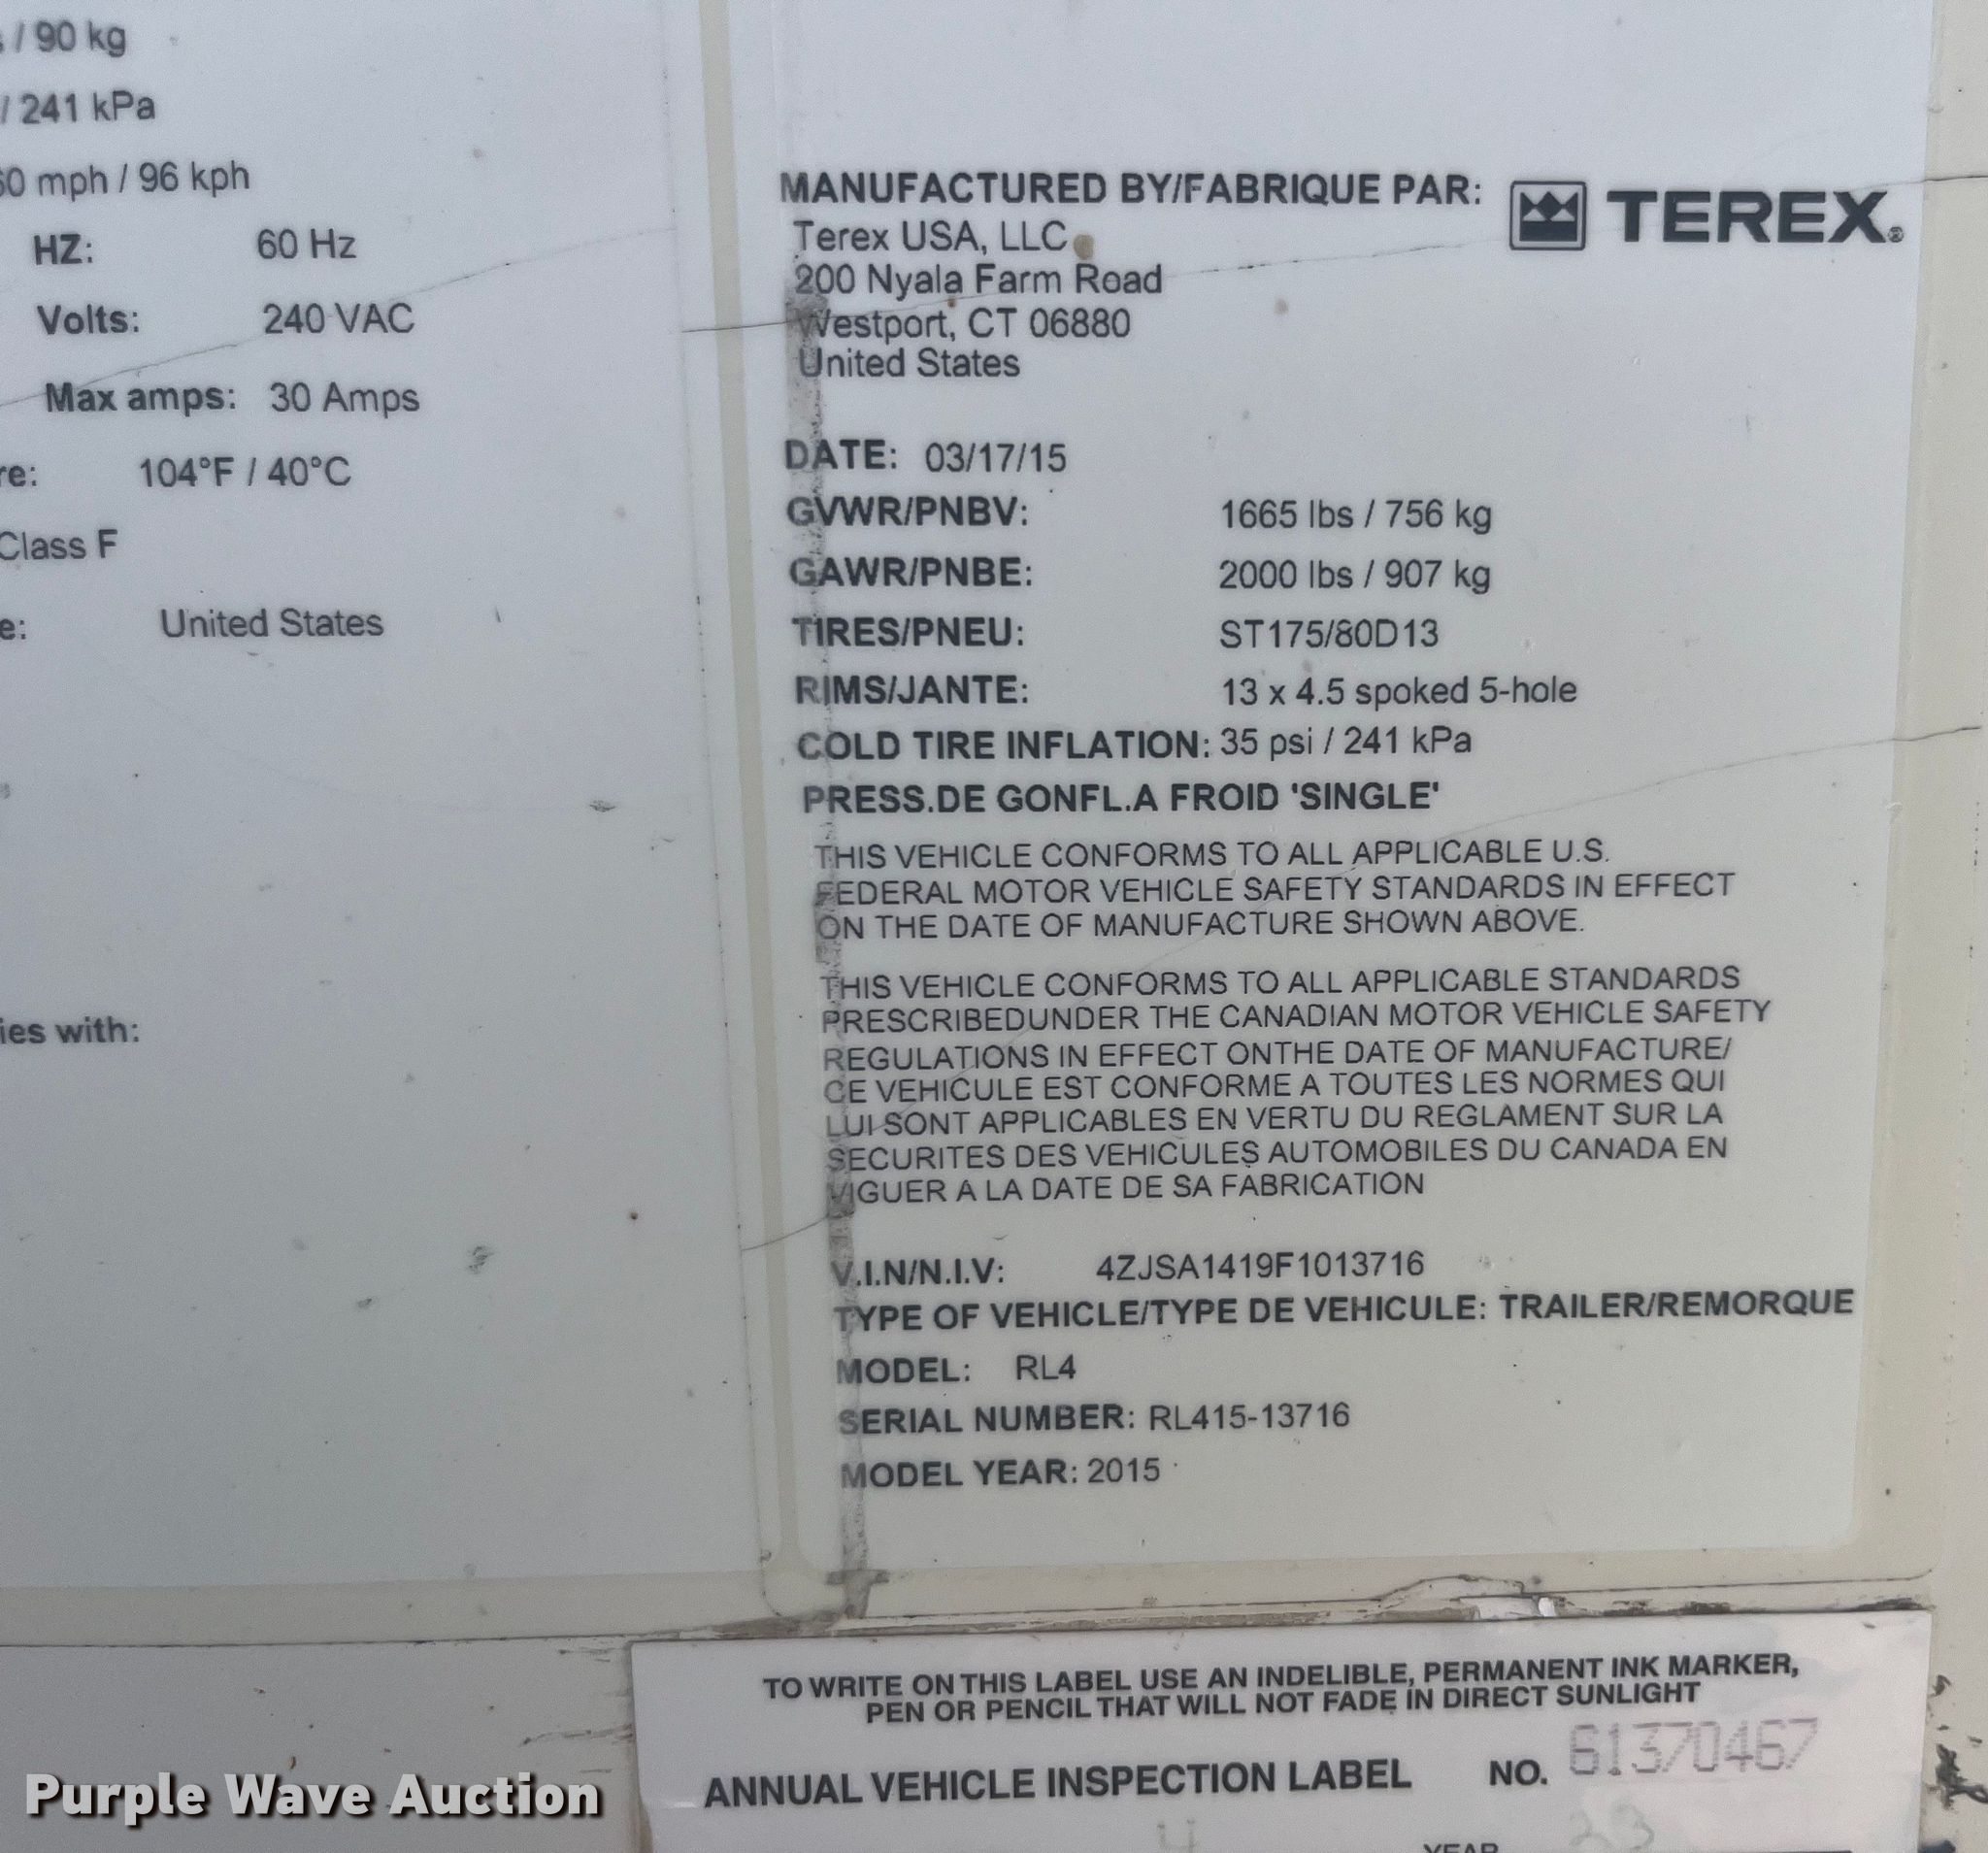 / 90 kg
/ 241 kPa
60 mph / 96 kph
HZ: 60 Hz
Volts: 240 VAC
Max amps: 30 Amps
re: 104°F / 40°C
Class F
e: United States
ies with:
MANUFACTURED BY/FABRIQUE PAR:
TEREX®
Terex USA, LLC
200 Nyala Farm Road
Westport, CT 06880
United States
DATE: 03/17/15
GVWR/PNBV: 1665 lbs / 756 kg
GAWR/PNBE: 2000 lbs / 907 kg
TIRES/PNEU: ST175/80D13
RIMS/JANTE: 13 x 4.5 spoked 5-hole
COLD TIRE INFLATION: 35 psi / 241 kPa
PRESS.DE GONFL.A FROID 'SINGLE'
THIS VEHICLE CONFORMS TO ALL APPLICABLE U.S.
FEDERAL MOTOR VEHICLE SAFETY STANDARDS IN EFFECT
ON THE DATE OF MANUFACTURE SHOWN ABOVE.
THIS VEHICLE CONFORMS TO ALL APPLICABLE STANDARDS
PRESCRIBEDUNDER THE CANADIAN MOTOR VEHICLE SAFETY
REGULATIONS IN EFFECT ONTHE DATE OF MANUFACTURE/
CE VEHICULE EST CONFORME A TOUTES LES NORMES QUI
LUI SONT APPLICABLES EN VERTU DU REGLAMENT SUR LA
SECURITES DES VEHICULES AUTOMOBILES DU CANADA EN
VIGUER A LA DATE DE SA FABRICATION
V.I.N/N.I.V: 4ZJSA1419F1013716
TYPE OF VEHICLE/TYPE DE VEHICULE: TRAILER/REMORQUE
MODEL: RL4
SERIAL NUMBER: RL415-13716
MODEL YEAR: 2015
TO WRITE ON THIS LABEL USE AN INDELIBLE, PERMANENT INK MARKER,
PEN OR PENCIL THAT WILL NOT FADE IN DIRECT SUNLIGHT
ANNUAL VEHICLE INSPECTION LABEL NO. 61370467
4 YEAR 23
Purple Wave Auction